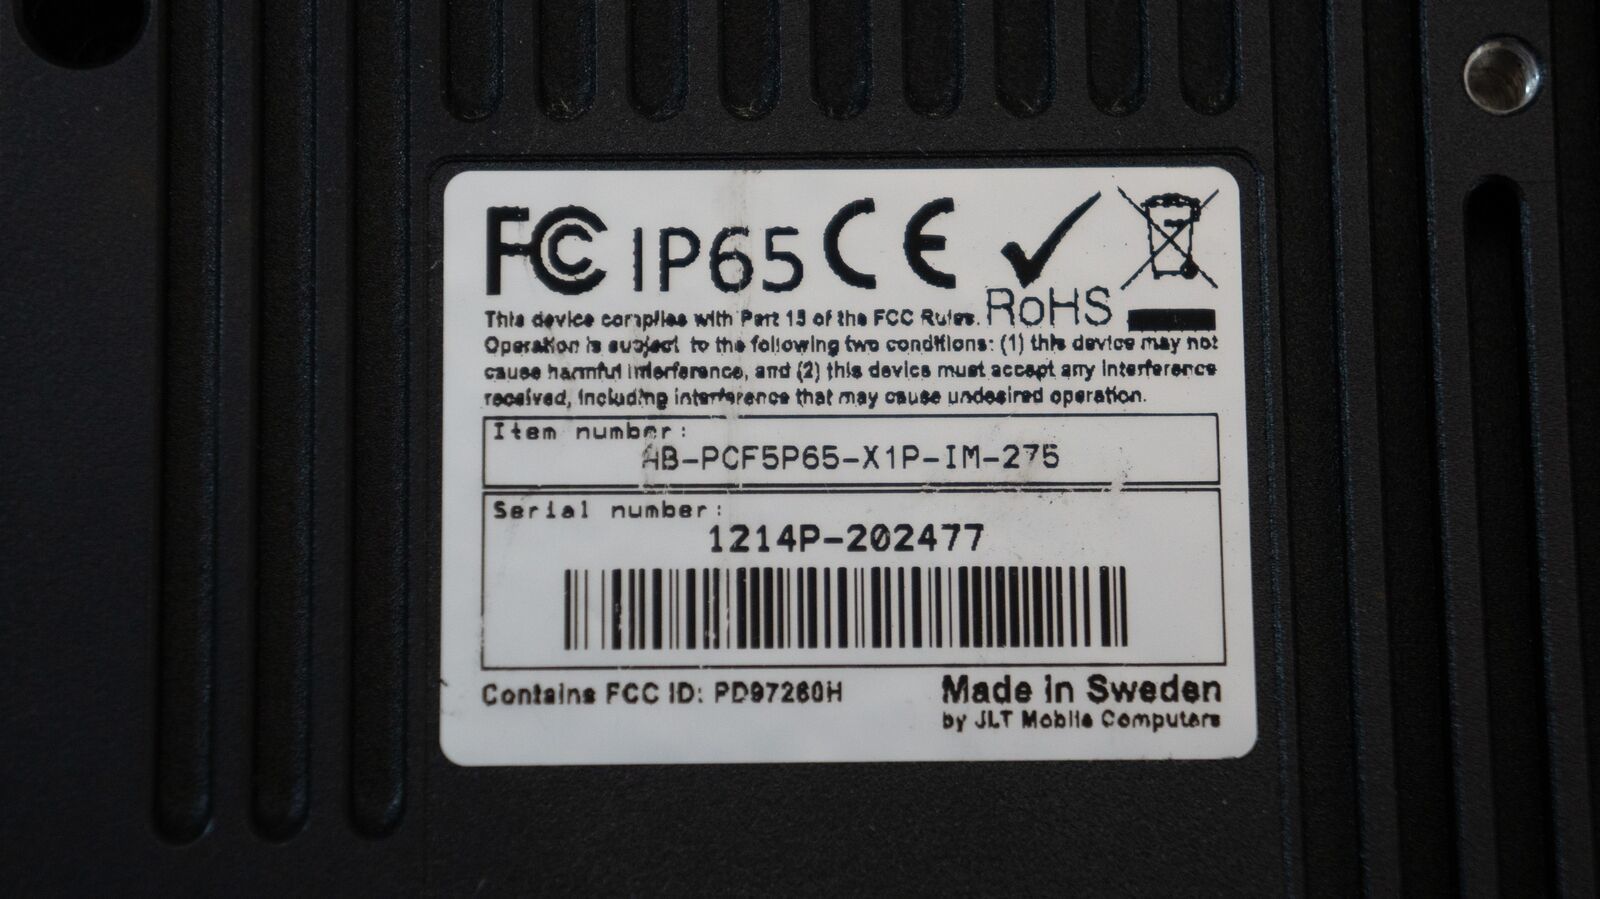 FC IP65 CE
RoHS
This device complies with Part 15 of the FCC Rules.
Operation is subject to the following two conditions: (1) this device may not
cause harmful interference, and (2) this device must accept any interference
received, including interference that may cause undesired operation.
Item number:
AB-PCF5P65-X1P-IM-275
Serial number:
1214P-202477
Contains FCC ID: PD97260H
Made in Sweden
by JLT Mobile Computers